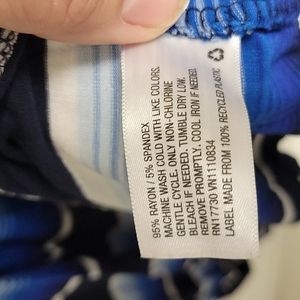 95% RAYON / 5% SPANDEX
MACHINE WASH COLD WITH LIKE COLORS.
GENTLE CYCLE. ONLY NON-CHLORINE
BLEACH IF NEEDED. TUMBLE DRY LOW.
REMOVE PROMPTLY. COOL IRON IF NEEDED.
RN17730 VN1110834
LABEL MADE FROM 100% RECYCLED PLASTIC